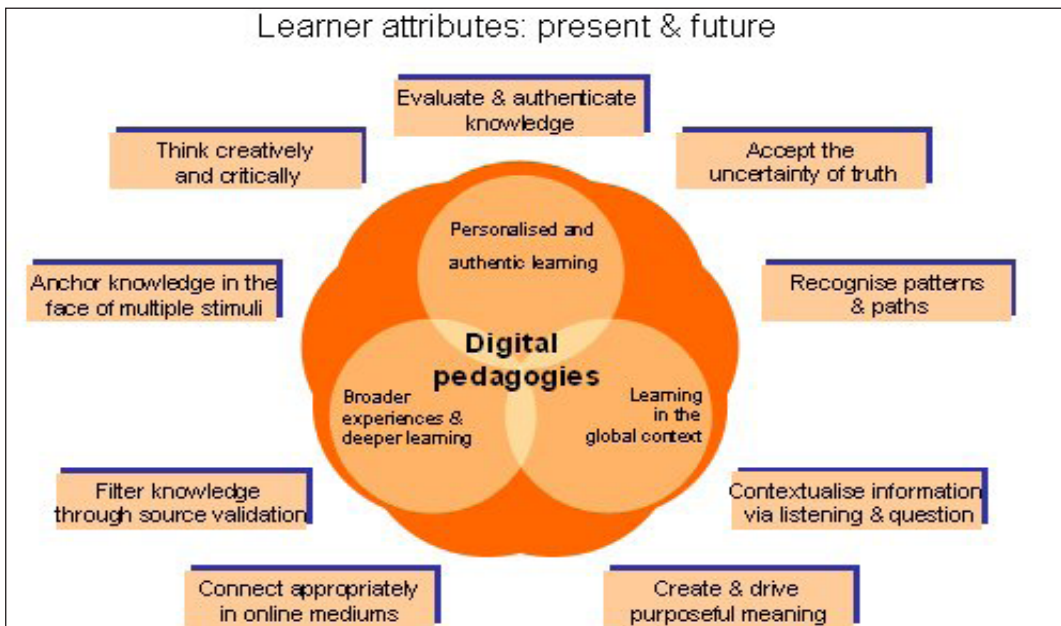 Learner attributes: present & future
Evaluate & authenticate
knowledge
Think creatively
and critically
Accept the
uncertainty of truth
Personalised and
authentic learning
Anchor knowledge in the
face of multiple stimuli
Recognise patterns
& paths
Digital
pedagogies
Broader
experiences &
deeper learning
Learning
in the
global context
Filter knowledge
through source validation
Contextualise information
via listening & question
Connect appropriately
in online mediums
Create & drive
purposeful meaning